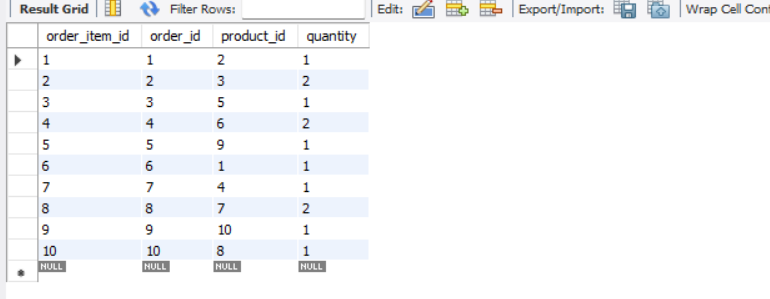 Result Grid Filter Rows: Edit: Export/Import: Wrap Cell Con
order_item_id order_id product_id quantity
1 1 2 1
2 2 3 2
3 3 5 1
4 4 6 2
5 5 9 1
6 6 1 1
7 7 4 1
8 8 7 2
9 9 10 1
10 10 8 1
NULL NULL NULL NULL